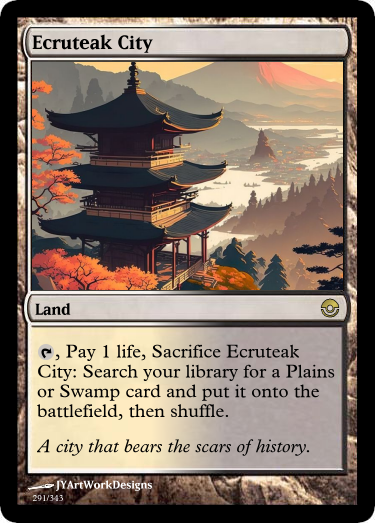 Ecruteak City
Land
, Pay 1 life, Sacrifice Ecruteak
City: Search your library for a Plains
or Swamp card and put it onto the
battlefield, then shuffle.
A city that bears the scars of history.
JYArtWorkDesigns
291/343